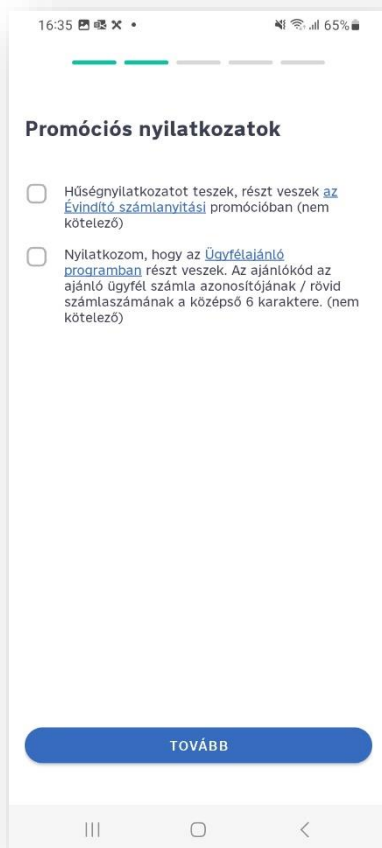 16:35
65%
Promóciós nyilatkozatok
Hűségnyilatkozatot teszek, részt veszek az
Évindító számlanyitási promócióban (nem
kötelező)
Nyilatkozom, hogy az Ügyfélajánló
programban részt veszek. Az ajánlókód az
ajánló ügyfél számla azonosítójának / rövid
számlaszámának a középső 6 karaktere. (nem
kötelező)
TOVÁBB